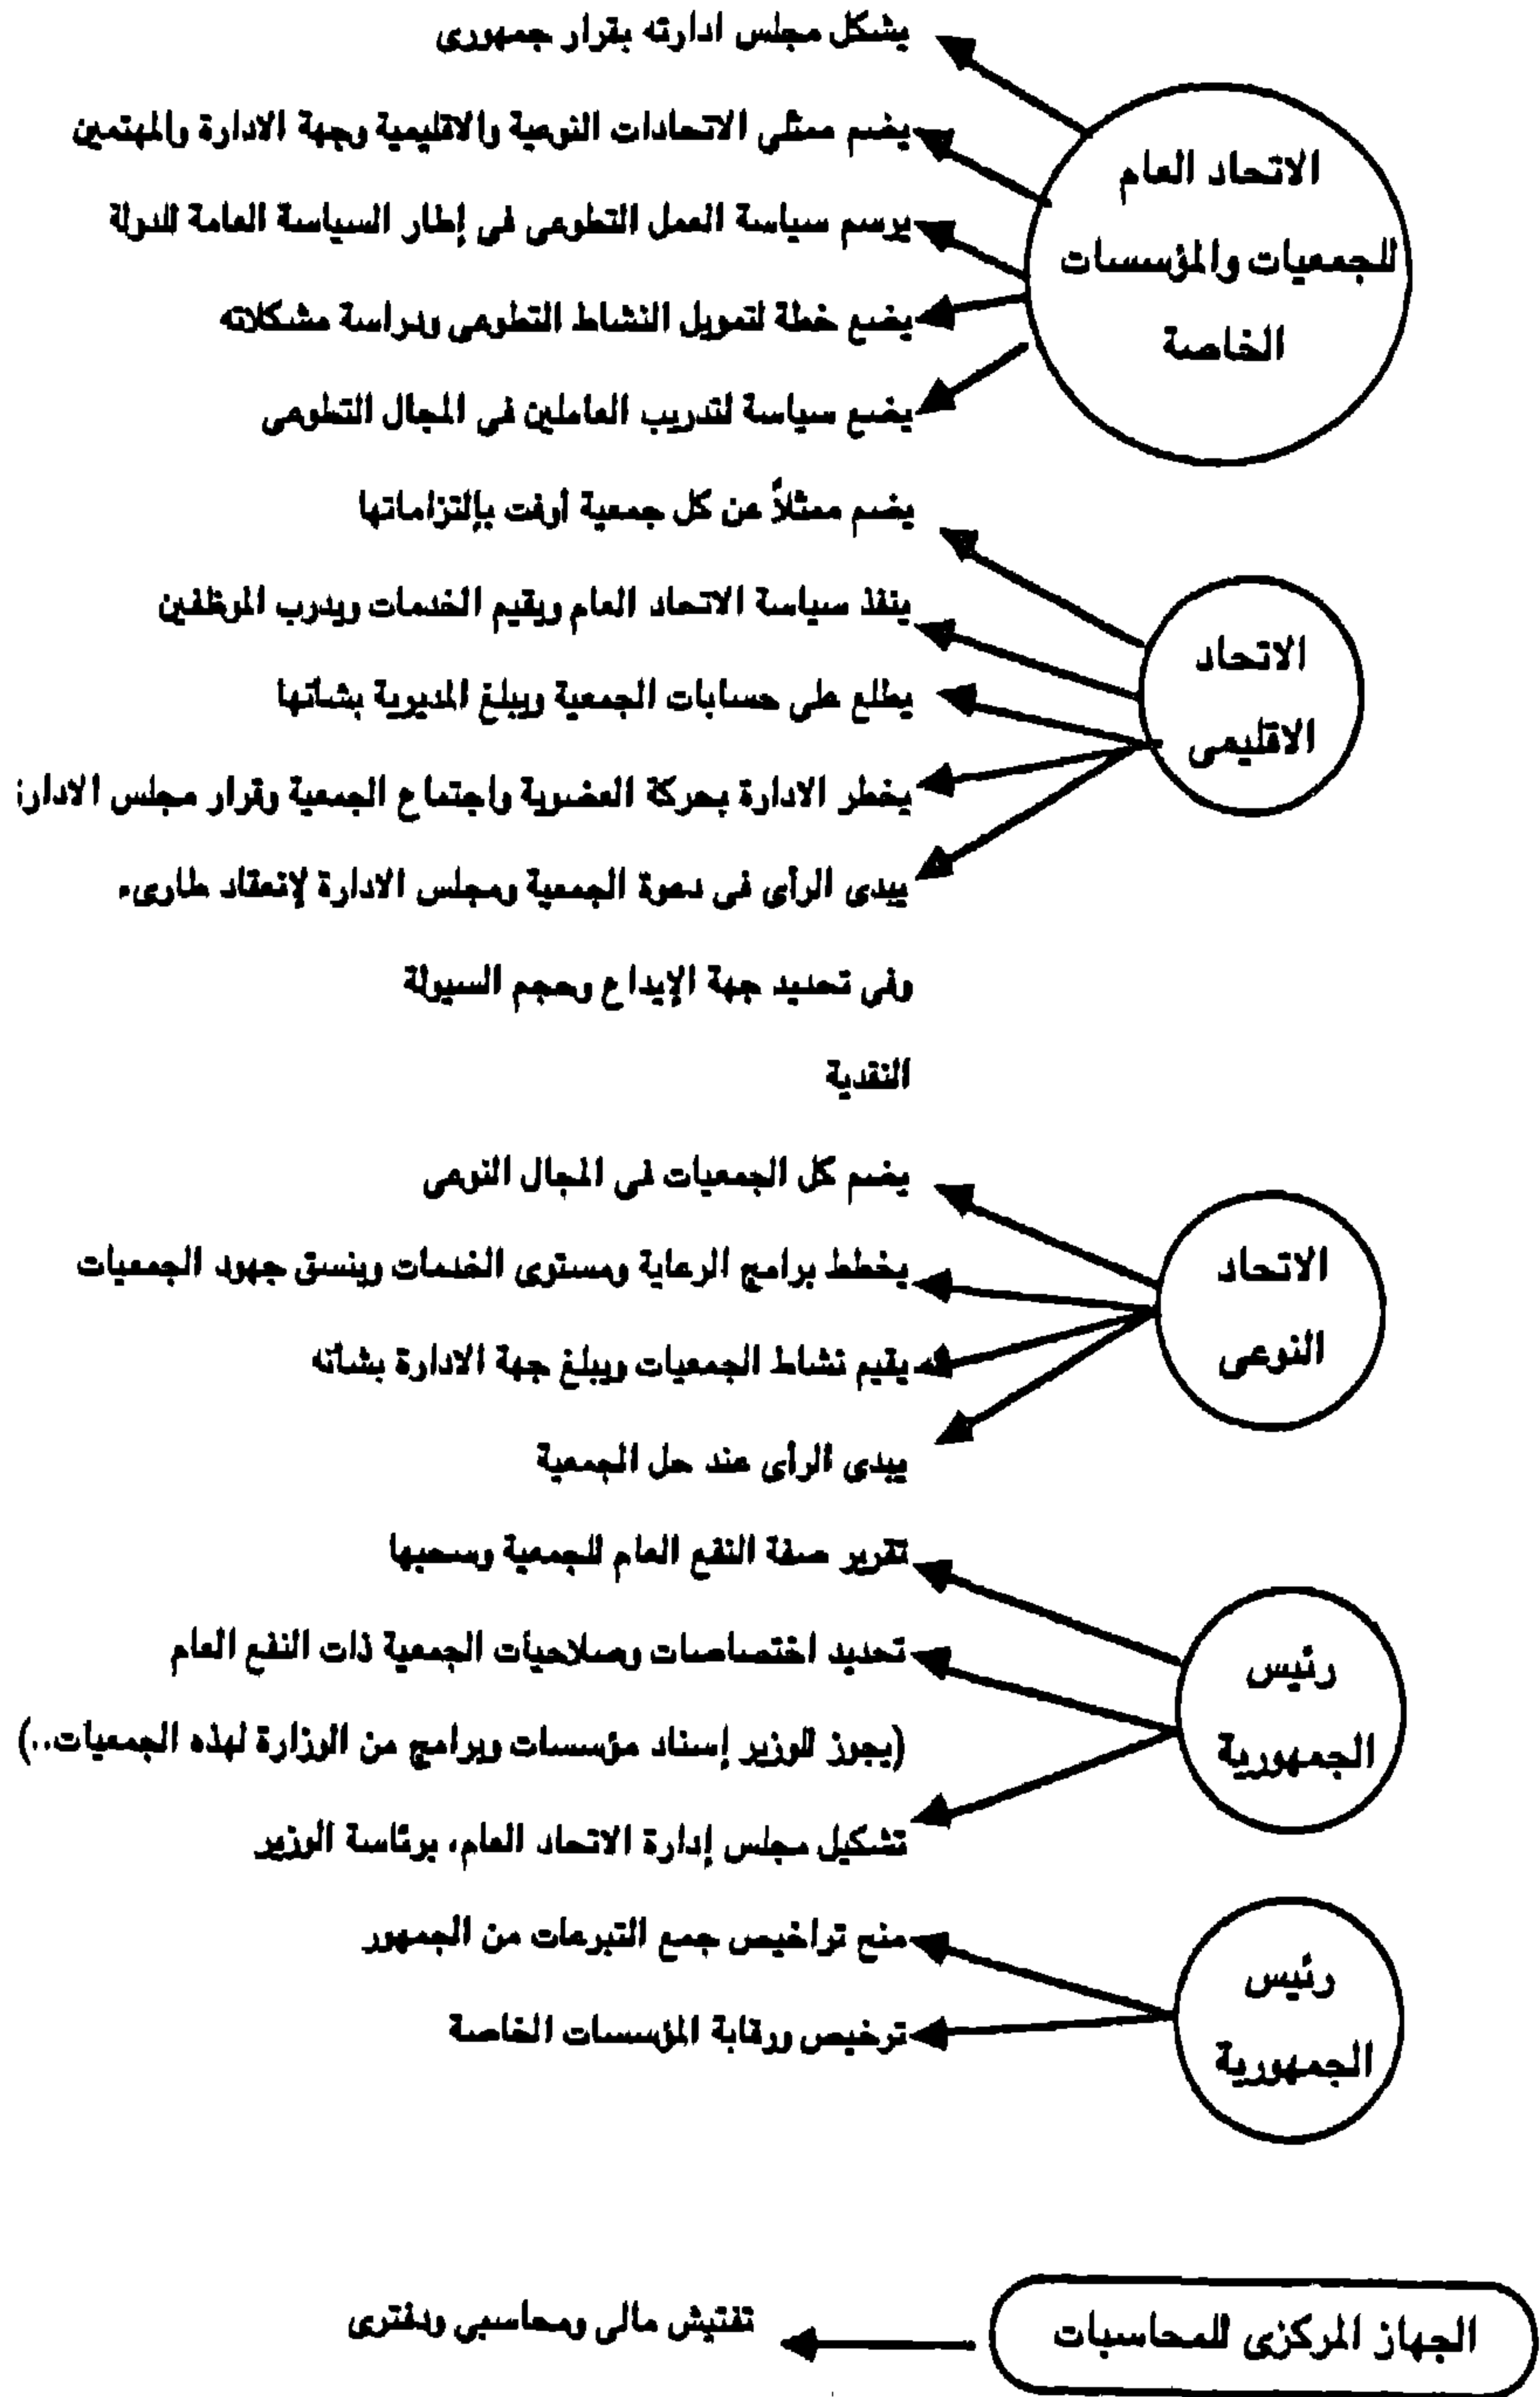 الاتحاد العام
للجمعيات والمؤسسات
الخاصة
يشكل مجلس ادارته بقرار جمهورى
يضم ممثلى الاتحادات النوعية والاقليمية وجهة الادارة والمهتمين
يرسم سياسة العمل التطوعى فى إطار السياسة العامة للدولة
يضع خطة لتمويل النشاط التطوعى ودراسة مشكلاته
يضع سياسة لتدريب العاملين فى المجال التطوعى
الاتحاد
الاقليمى
يضم ممثلاً عن كل جمعية أوفت بإلتزاماتها
ينفذ سياسة الاتحاد العام ويقيم الخدمات ويدرب الموظفين
يطلع على حسابات الجمعية ويبلغ المديرية بشأنها
يخطر الادارة بحركة العضوية واجتماع الجمعية وقرار مجلس الادارة
يبدى الرأى فى دعوة الجمعية ومجلس الادارة لإنعقاد طارىء
وفى تحديد جهة الإيداع وحجم السيولة
النقدية
الاتحاد
النوعى
يضم كل الجمعيات فى المجال النوعى
يخطط برامج الرعاية ومستوى الخدمات وينسق جهود الجمعيات
يقيم نشاط الجمعيات ويبلغ جهة الادارة بشأنه
يبدى الرأى عند حل الجمعية
رئيس
الجمهورية
تقرير صفة النفع العام للجمعية وسحبها
تحديد اختصاصات وصلاحيات الجمعية ذات النفع العام
(يجوز للوزير إسناد مؤسسات وبرامج من الوزارة لهذه الجمعيات..)
تشكيل مجلس إدارة الاتحاد العام، برئاسة الوزير
رئيس
الجمهورية
منح تراخيص جمع التبرعات من الجمهور
ترخيص ورقابة المؤسسات الخاصة
الجهاز المركزى للمحاسبات
تفتيش مالى ومحاسبي ودفترى